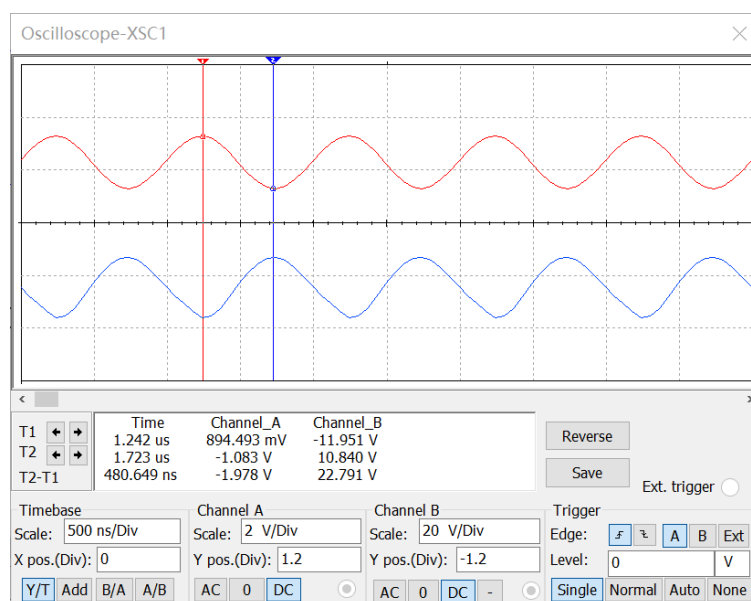 Oscilloscope-XSC1
1
2
Time Channel_A Channel_B
T1 1.242 us 894.493 mV -11.951 V
T2 1.723 us -1.083 V 10.840 V
T2-T1 480.649 ns -1.978 V 22.791 V
Reverse
Save
Ext. trigger
Timebase
Scale: 500 ns/Div
X pos.(Div): 0
Y/T Add B/A A/B
Channel A
Scale: 2 V/Div
Y pos.(Div): 1.2
AC 0 DC
Channel B
Scale: 20 V/Div
Y pos.(Div): -1.2
AC 0 DC -
Trigger
Edge: A B Ext
Level: 0 V
Single Normal Auto None